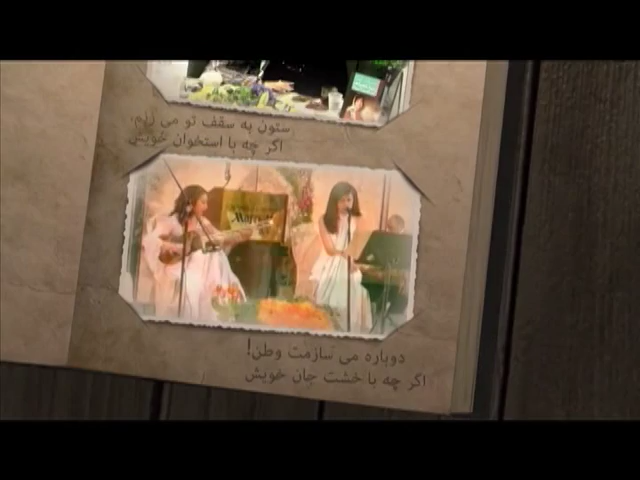 ستون به سقف تو می زنم،
اگر چه با استخوان خویش
Marriott
دوباره می سازمت وطن!
اگر چه با خشت جان خویش